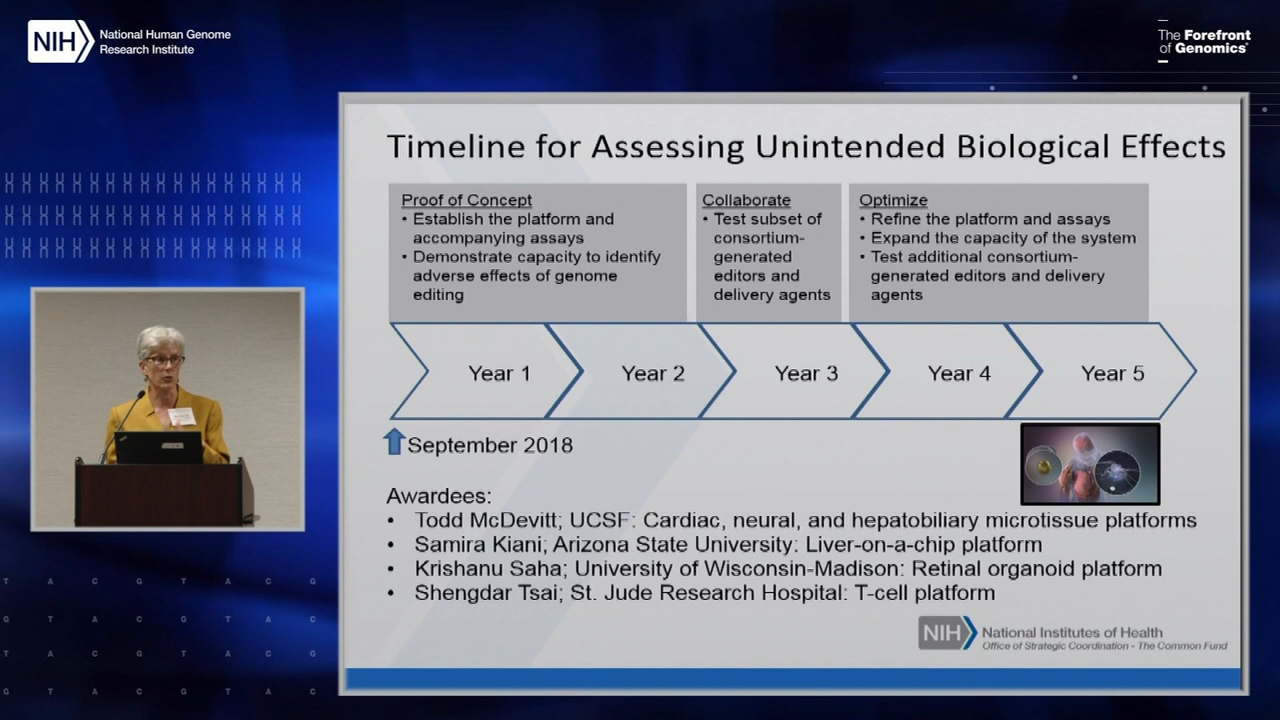 NIH National Human Genome
Research Institute
The Forefront
of Genomics
Timeline for Assessing Unintended Biological Effects
Proof of Concept
• Establish the platform and
accompanying assays
• Demonstrate capacity to identify
adverse effects of genome
editing
Collaborate
• Test subset of
consortium-
generated
editors and
delivery agents
Optimize
• Refine the platform and assays
• Expand the capacity of the system
• Test additional consortium-
generated editors and delivery
agents
Year 1
Year 2
Year 3
Year 4
Year 5
September 2018
Awardees:
• Todd McDevitt; UCSF: Cardiac, neural, and hepatobiliary microtissue platforms
• Samira Kiani; Arizona State University: Liver-on-a-chip platform
• Krishanu Saha; University of Wisconsin-Madison: Retinal organoid platform
• Shengdar Tsai; St. Jude Research Hospital: T-cell platform
NIH National Institutes of Health
Office of Strategic Coordination - The Common Fund
T A C G T A C G
G T A C G T A C
T A C G T A C G
G T A C G T A C